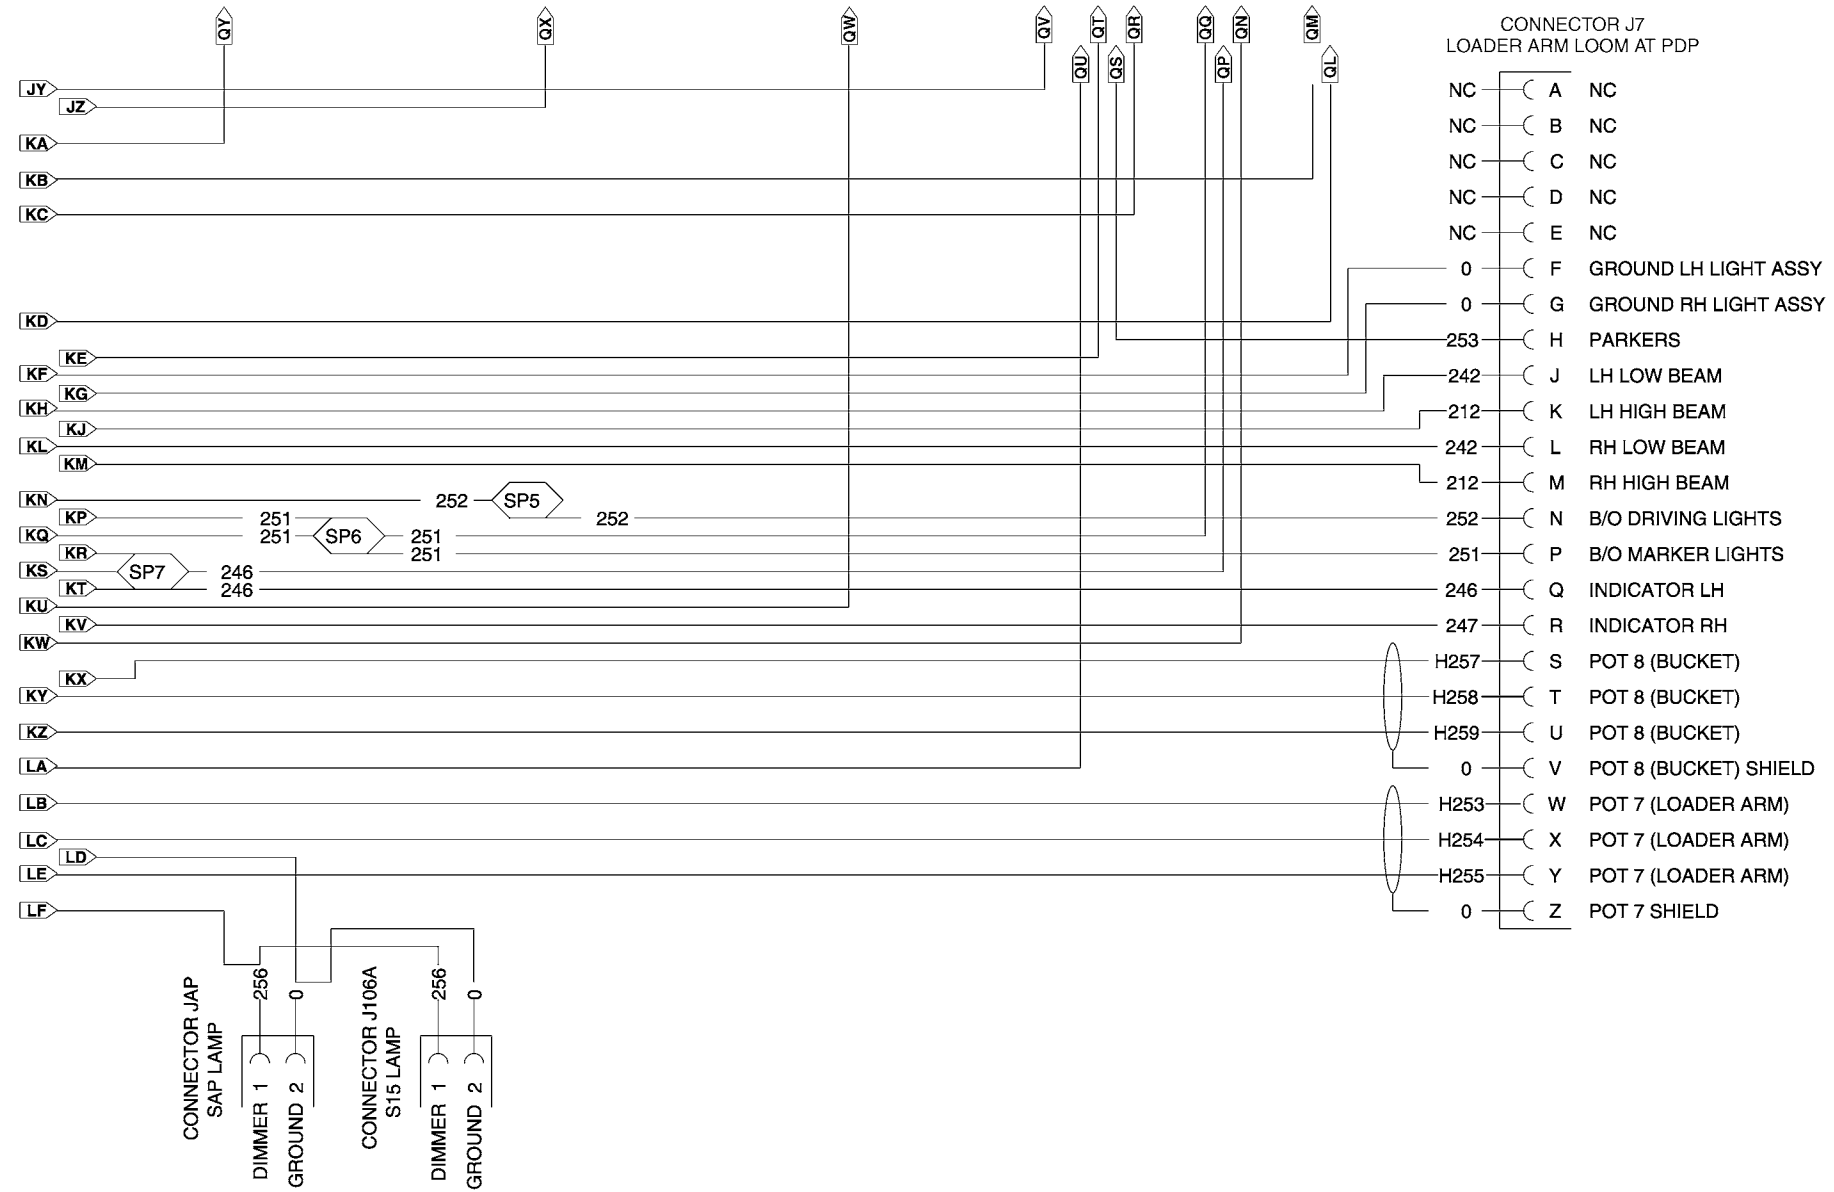 QY
QX
QW
QV
QT
QR
QQ
QN
QM
QU
QS
QP
QL
CONNECTOR J7
LOADER ARM LOOM AT PDP
JY
JZ
KA
KB
KC
KD
KE
KF
KG
KH
KJ
KL
KM
KN 252 SP5 252
KP 251
KQ 251 SP6 251
251
KR
KS SP7 246
KT 246
KU
KV
KW
KX
KY
KZ
LA
LB
LC
LD
LE
LF
NC A NC
NC B NC
NC C NC
NC D NC
NC E NC
0 F GROUND LH LIGHT ASSY
0 G GROUND RH LIGHT ASSY
253 H PARKERS
242 J LH LOW BEAM
212 K LH HIGH BEAM
242 L RH LOW BEAM
212 M RH HIGH BEAM
252 N B/O DRIVING LIGHTS
251 P B/O MARKER LIGHTS
246 Q INDICATOR LH
247 R INDICATOR RH
H257 S POT 8 (BUCKET)
H258 T POT 8 (BUCKET)
H259 U POT 8 (BUCKET)
0 V POT 8 (BUCKET) SHIELD
H253 W POT 7 (LOADER ARM)
H254 X POT 7 (LOADER ARM)
H255 Y POT 7 (LOADER ARM)
0 Z POT 7 SHIELD
CONNECTOR JAP
SAP LAMP
DIMMER 1 256
GROUND 2 0
CONNECTOR J106A
S15 LAMP
DIMMER 1 256
GROUND 2 0